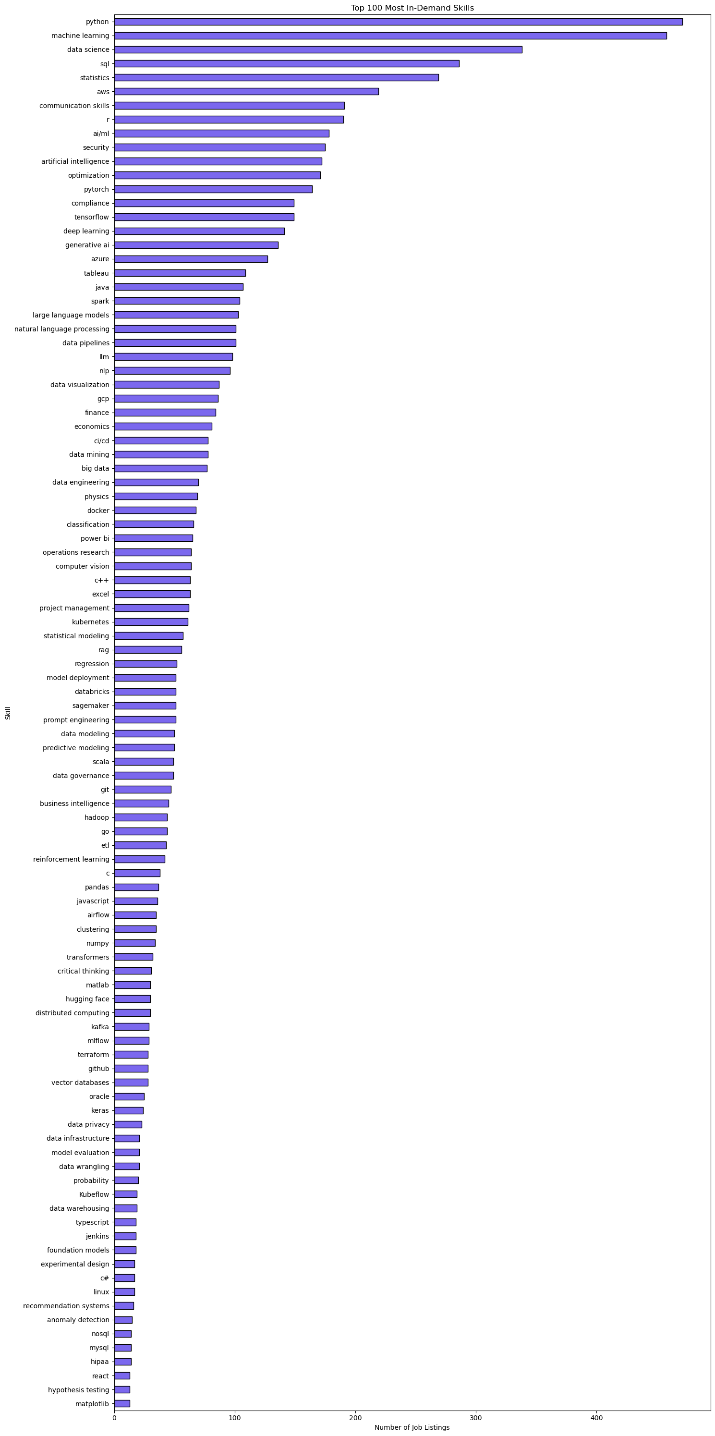 Top 100 Most In-Demand Skills
python
machine learning
data science
sql
statistics
aws
communication skills
r
ai/ml
security
artificial intelligence
optimization
pytorch
compliance
tensorflow
deep learning
generative ai
azure
tableau
java
spark
large language models
natural language processing
data pipelines
llm
nlp
data visualization
gcp
finance
economics
ci/cd
data mining
big data
data engineering
physics
docker
classification
power bi
operations research
computer vision
c++
excel
project management
kubernetes
statistical modeling
rag
regression
model deployment
databricks
sagemaker
prompt engineering
data modeling
predictive modeling
scala
data governance
git
business intelligence
hadoop
go
etl
reinforcement learning
c
pandas
javascript
airflow
clustering
numpy
transformers
critical thinking
matlab
hugging face
distributed computing
kafka
mlflow
terraform
github
vector databases
oracle
keras
data privacy
data infrastructure
model evaluation
data wrangling
probability
Kubeflow
data warehousing
typescript
jenkins
foundation models
experimental design
c#
linux
recommendation systems
anomaly detection
nosql
mysql
hipaa
react
hypothesis testing
matplotlib
Skill
0 100 200 300 400
Number of Job Listings